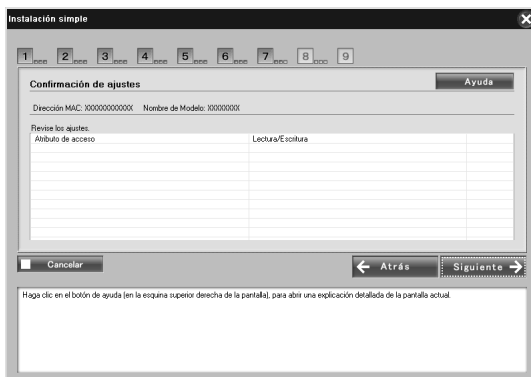 Instalación simple
1 2 3 4 5 6 7 8 9
Confirmación de ajustes
Ayuda
Dirección MAC: XXXXXXXXXXXX Nombre de Modelo: XXXXXXXX
Revise los ajustes.
Atributo de acceso Lectura/Escritura
Cancelar
Atrás
Siguiente
Haga clic en el botón de ayuda (en la esquina superior derecha de la pantalla), para abrir una explicación detallada de la pantalla actual.